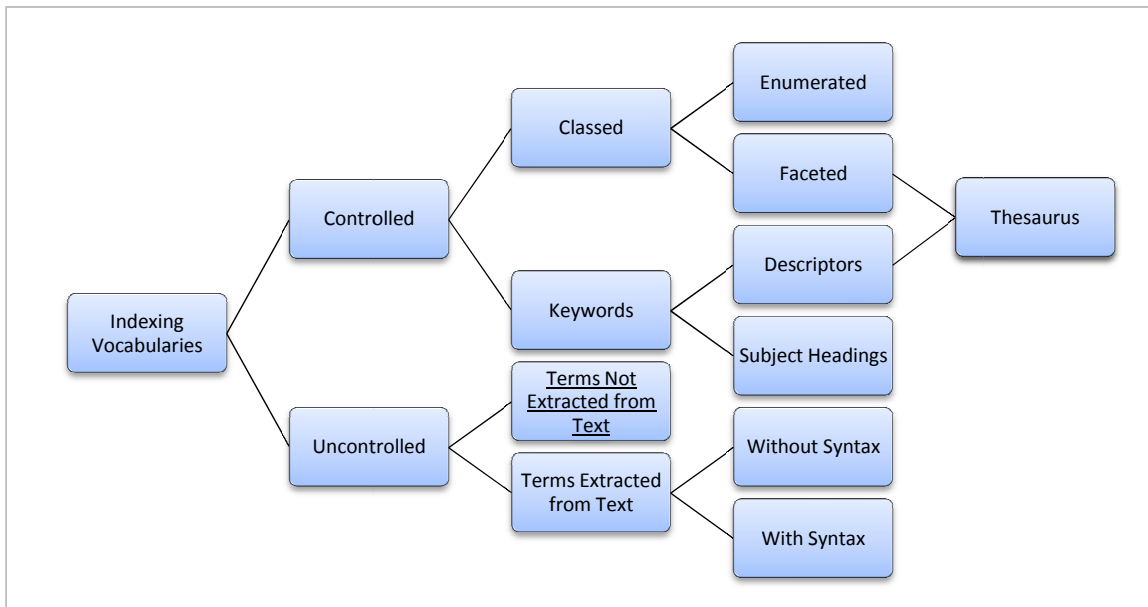 Indexing
Vocabularies
Controlled
Classed
Enumerated
Faceted
Keywords
Descriptors
Subject Headings
Thesaurus
Uncontrolled
Terms Not
Extracted from
Text
Terms Extracted
from Text
Without Syntax
With Syntax